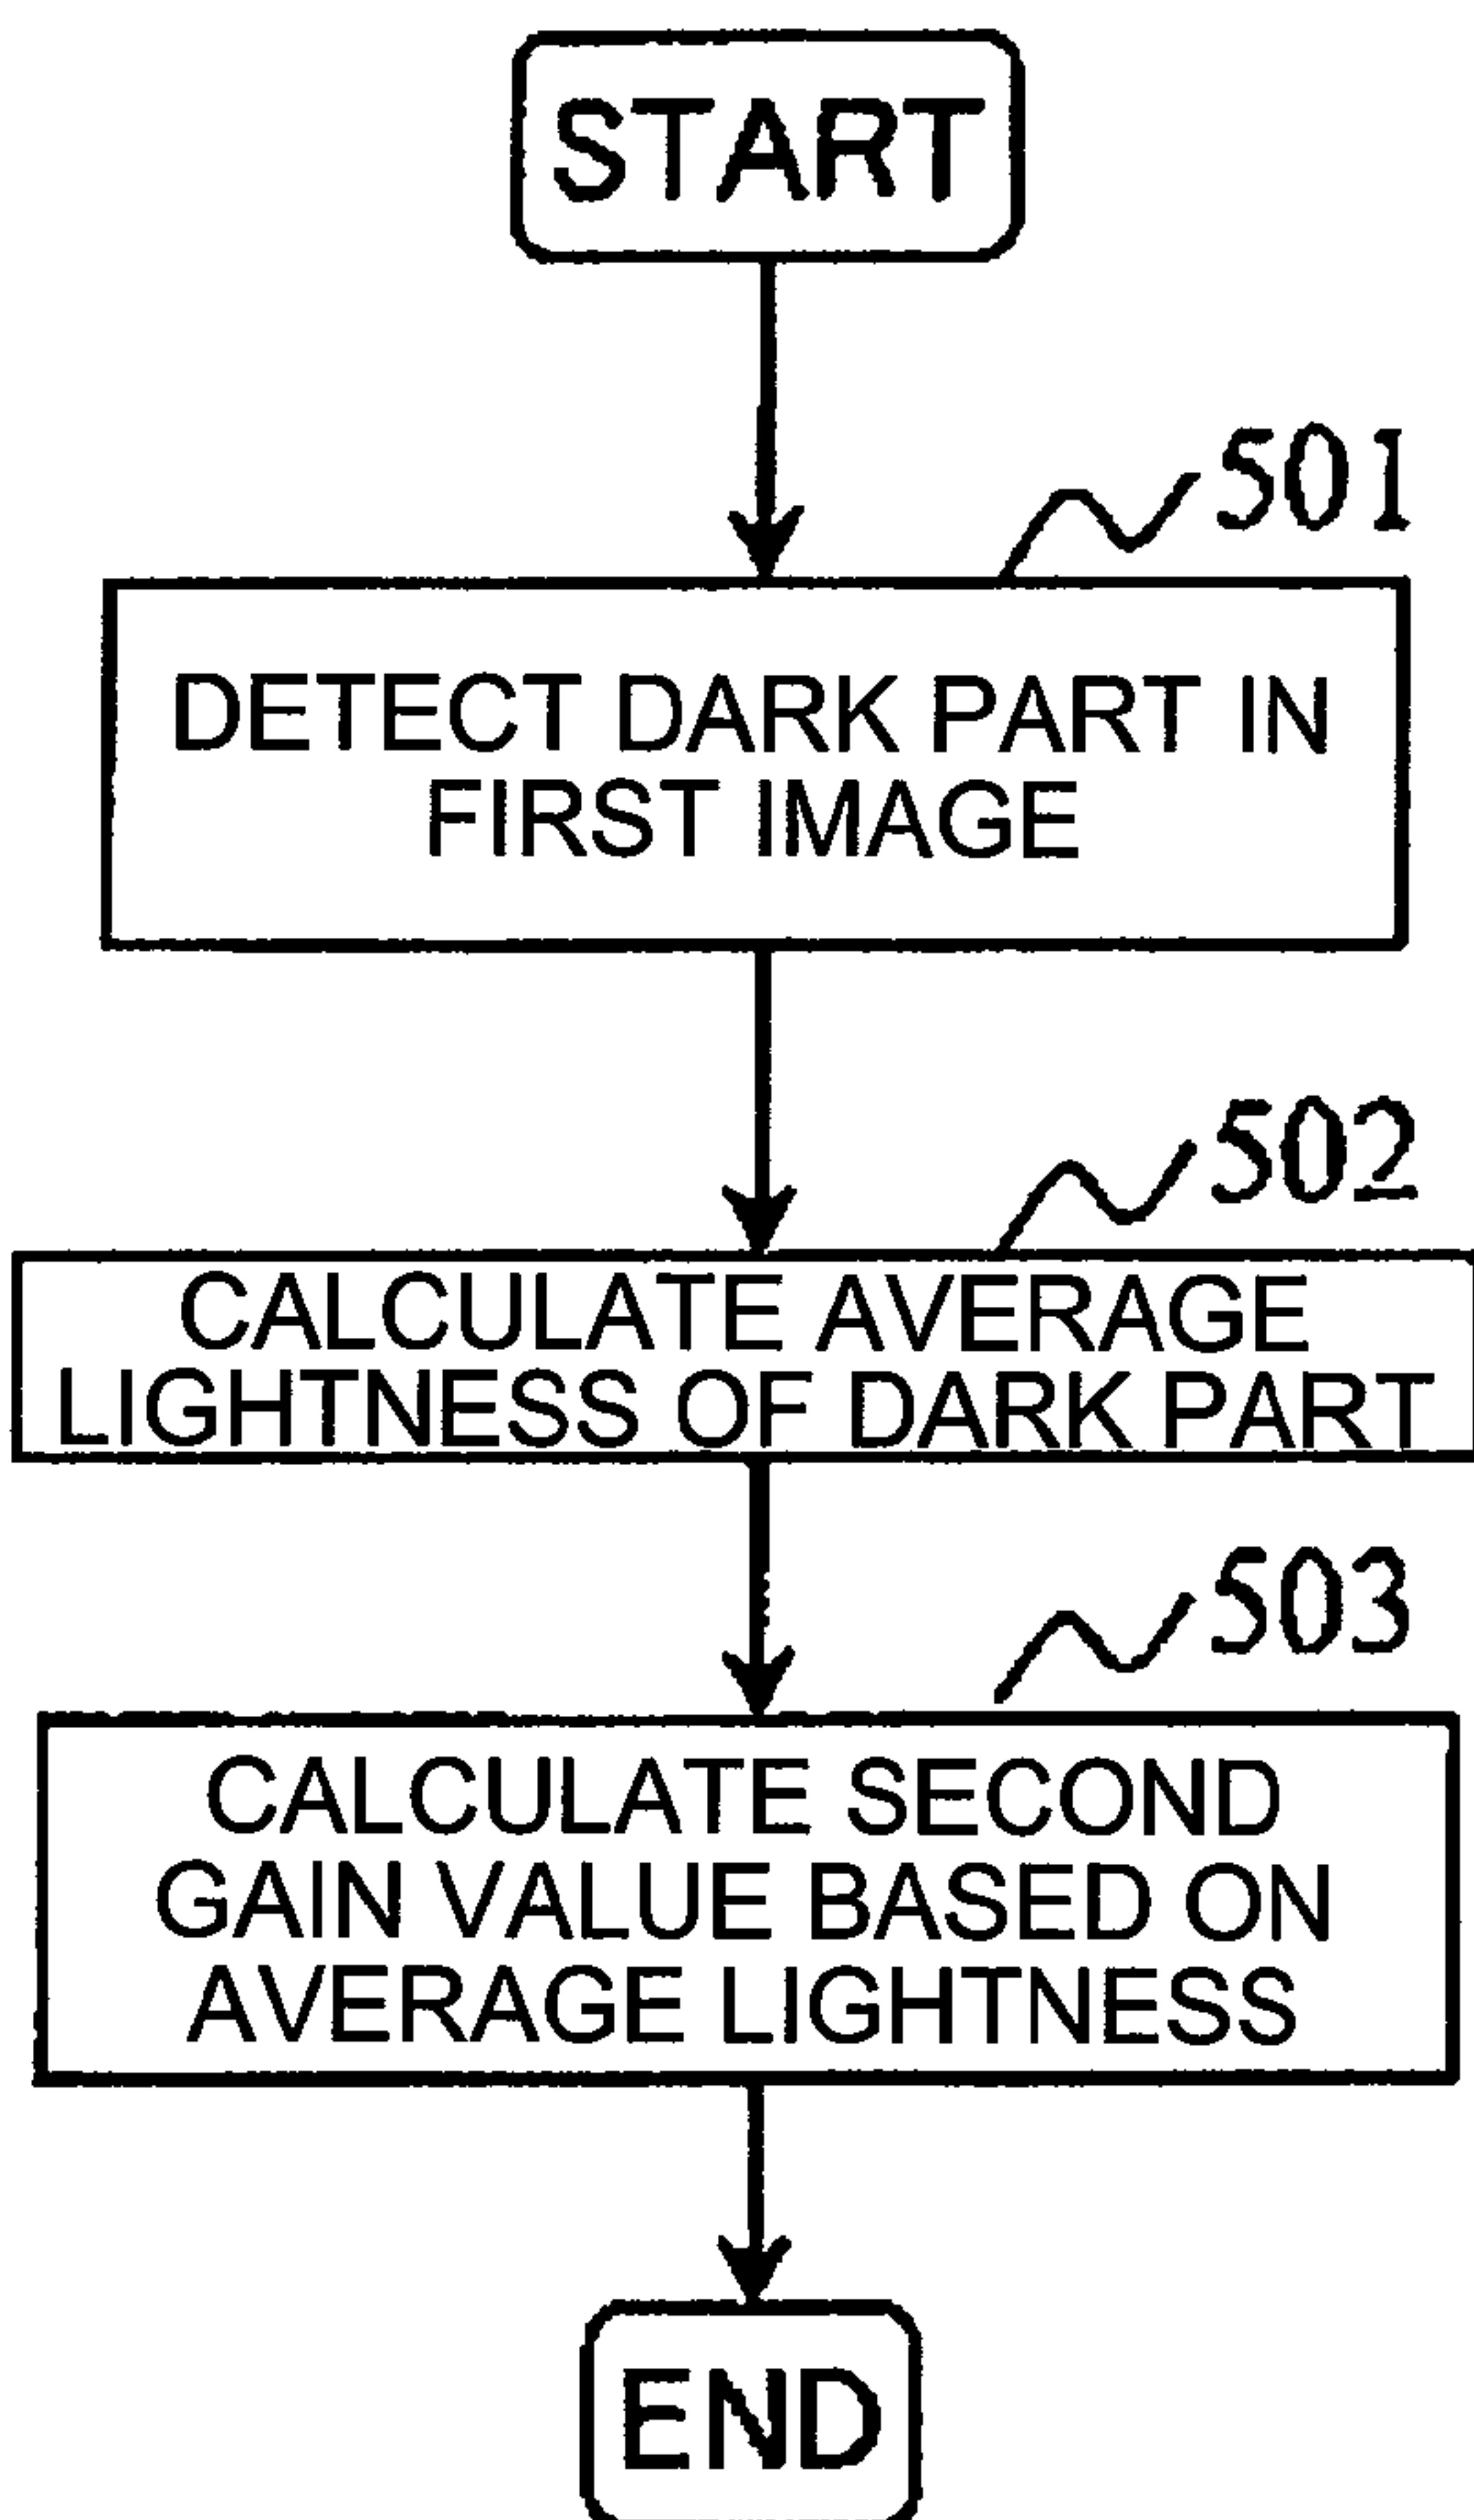 START
501
DETECT DARK PART IN
FIRST IMAGE
502
CALCULATE AVERAGE
LIGHTNESS OF DARK PART
503
CALCULATE SECOND
GAIN VALUE BASED ON
AVERAGE LIGHTNESS
END